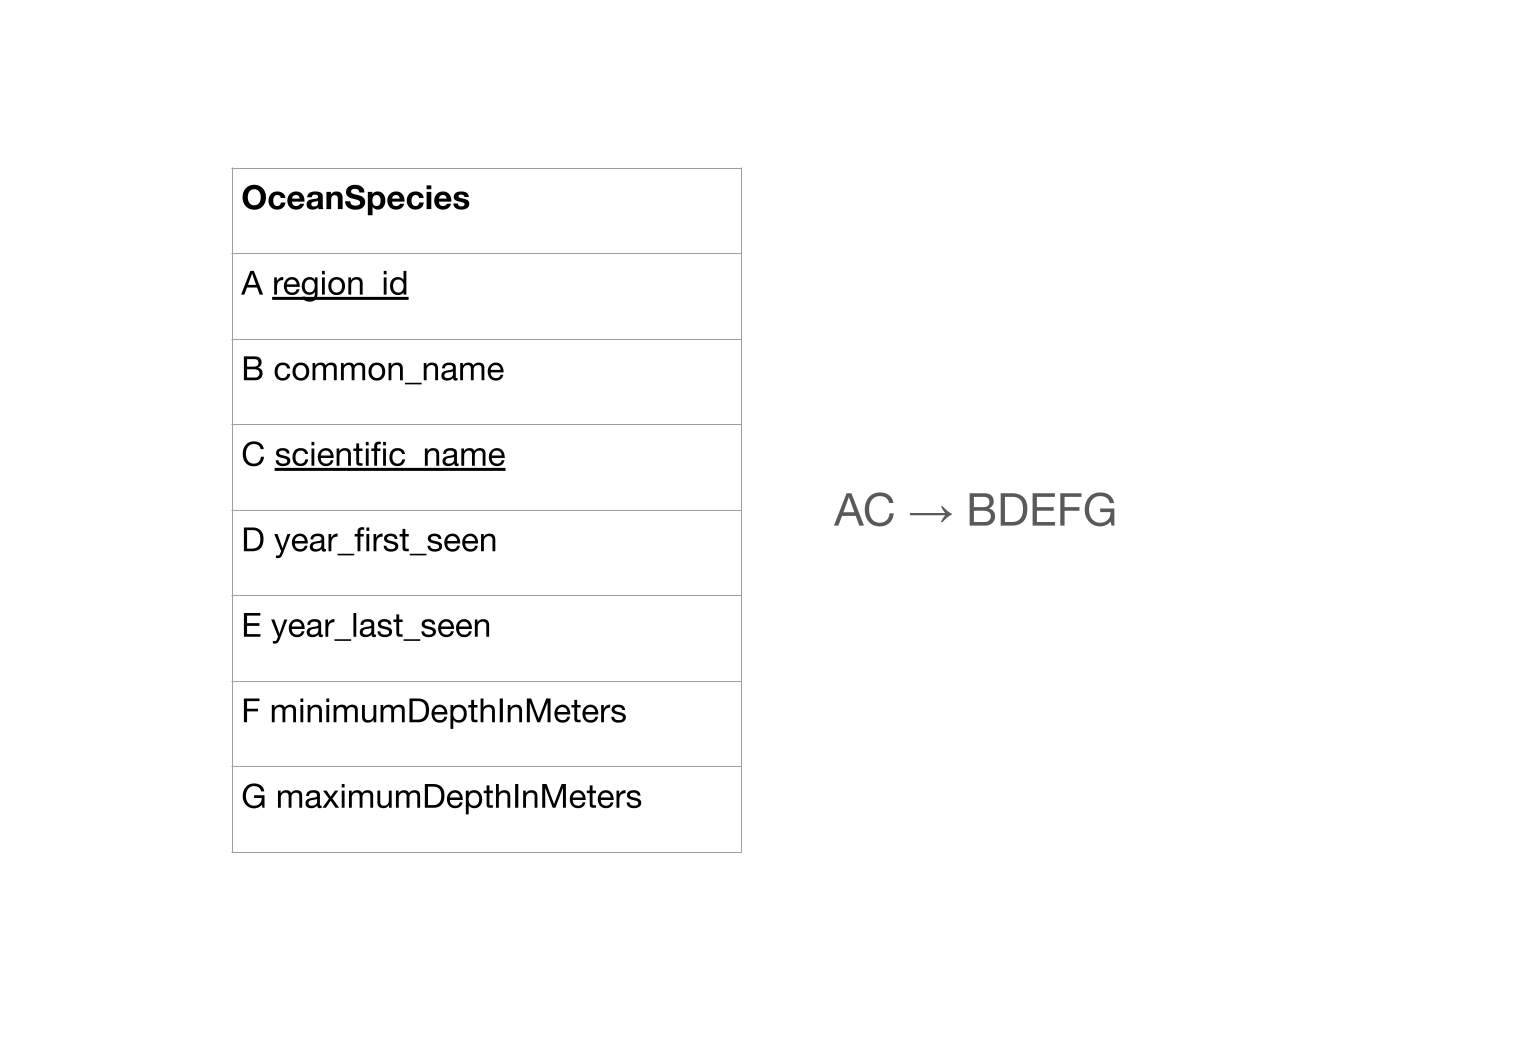 OceanSpecies
A region_id
B common_name
C scientific_name
D year_first_seen
E year_last_seen
F minimumDepthInMeters
G maximumDepthInMeters
AC → BDEFG